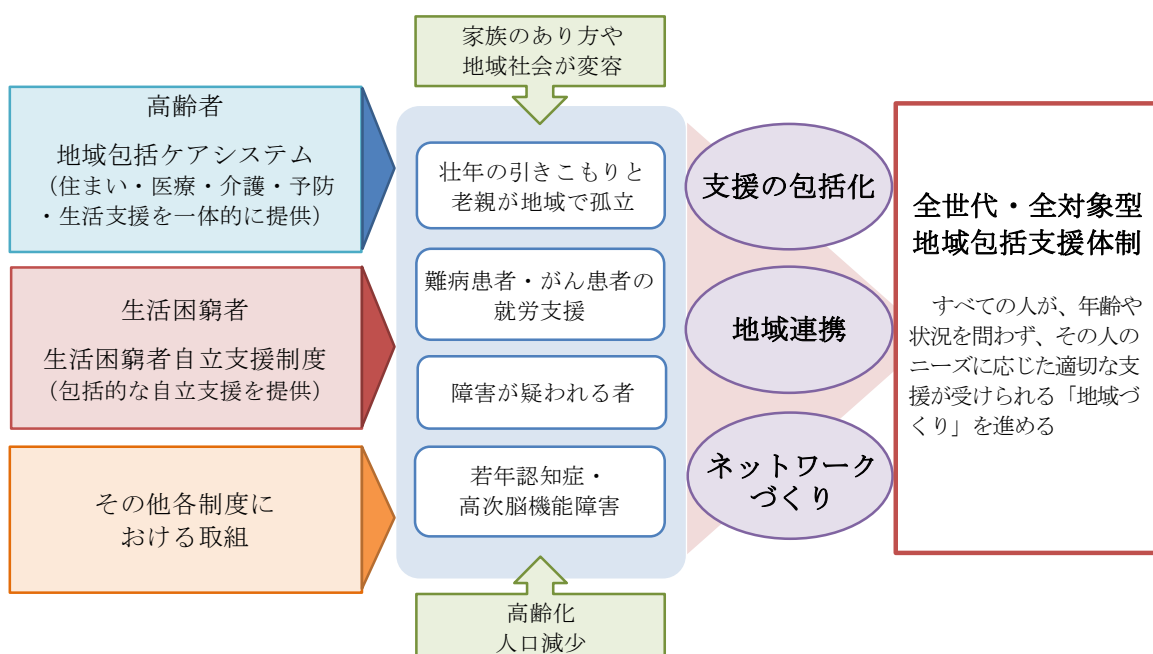 家族のあり方や
地域社会が変容
高齢者
地域包括ケアシステム
（住まい・医療・介護・予防
・生活支援を一体的に提供）
生活困窮者
生活困窮者自立支援制度
（包括的な自立支援を提供）
その他各制度に
おける取組
壮年の引きこもりと
老親が地域で孤立
難病患者・がん患者の
就労支援
障害が疑われる者
若年認知症・
高次脳機能障害
高齢化
人口減少
支援の包括化
地域連携
ネットワーク
づくり
全世代・全対象型
地域包括支援体制
すべての人が、年齢や
状況を問わず、その人の
ニーズに応じた適切な支
援が受けられる「地域づ
くり」を進める